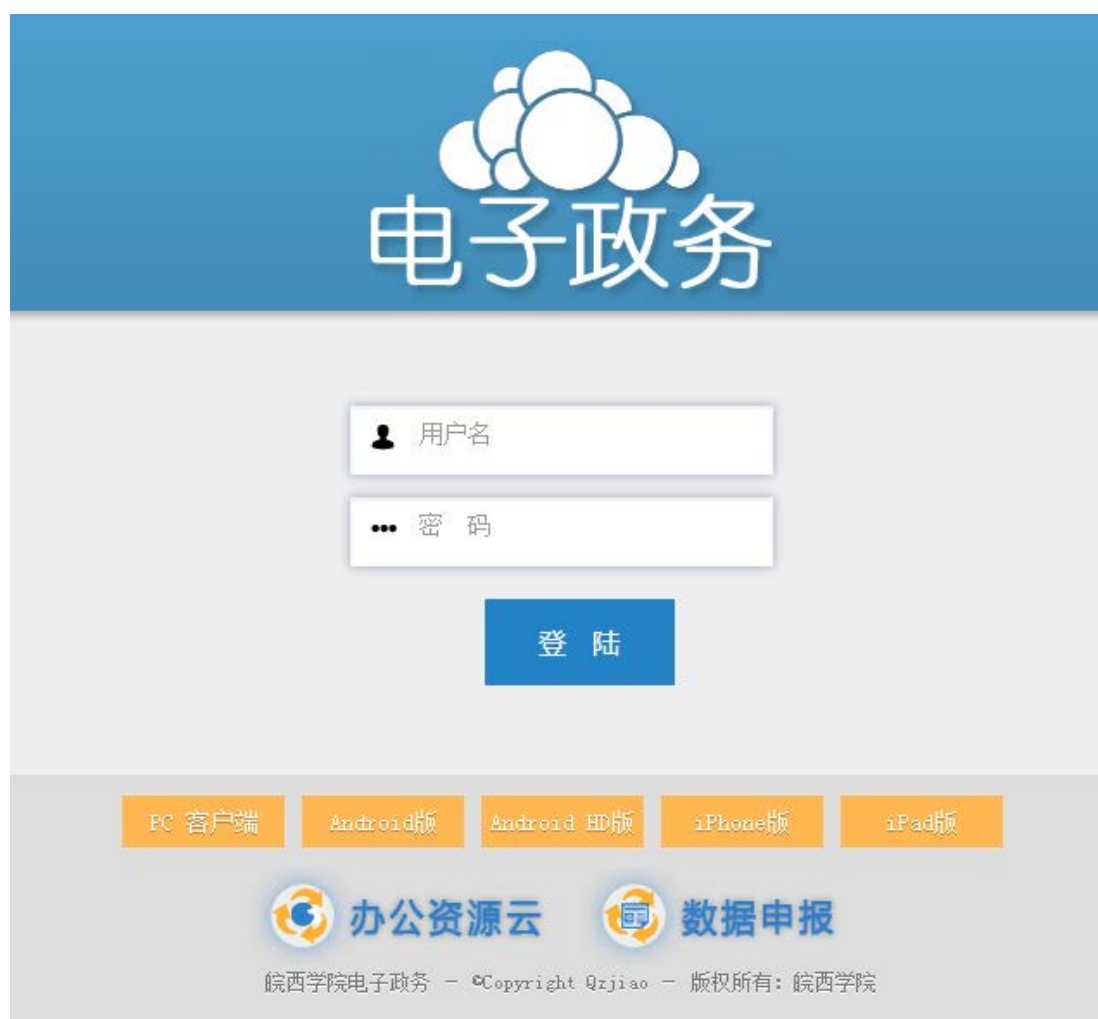 电子政务
用户名
密 码
登 陆
PC 客户端 Android版 Android HD版 iPhone版 iPad版
办公资源云 数据申报
皖西学院电子政务 - ©Copyright Qzjiao - 版权所有: 皖西学院